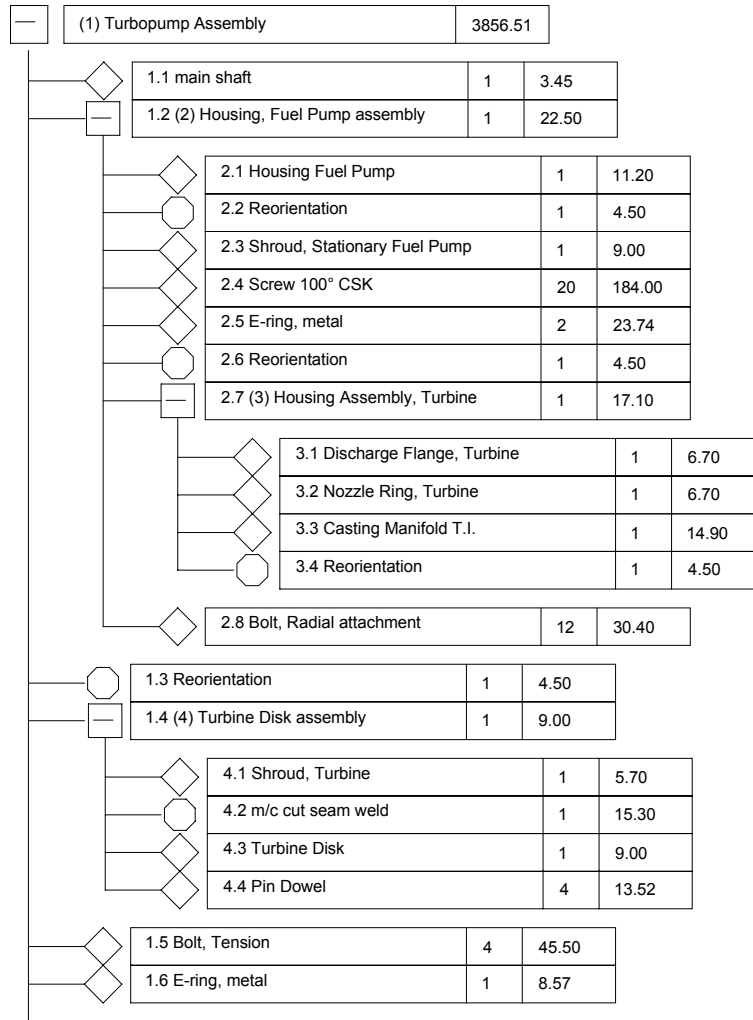 (1) Turbopump Assembly 3856.51
1.1 main shaft 1 3.45
1.2 (2) Housing, Fuel Pump assembly 1 22.50
2.1 Housing Fuel Pump 1 11.20
2.2 Reorientation 1 4.50
2.3 Shroud, Stationary Fuel Pump 1 9.00
2.4 Screw 100° CSK 20 184.00
2.5 E-ring, metal 2 23.74
2.6 Reorientation 1 4.50
2.7 (3) Housing Assembly, Turbine 1 17.10
3.1 Discharge Flange, Turbine 1 6.70
3.2 Nozzle Ring, Turbine 1 6.70
3.3 Casting Manifold T.I. 1 14.90
3.4 Reorientation 1 4.50
2.8 Bolt, Radial attachment 12 30.40
1.3 Reorientation 1 4.50
1.4 (4) Turbine Disk assembly 1 9.00
4.1 Shroud, Turbine 1 5.70
4.2 m/c cut seam weld 1 15.30
4.3 Turbine Disk 1 9.00
4.4 Pin Dowel 4 13.52
1.5 Bolt, Tension 4 45.50
1.6 E-ring, metal 1 8.57